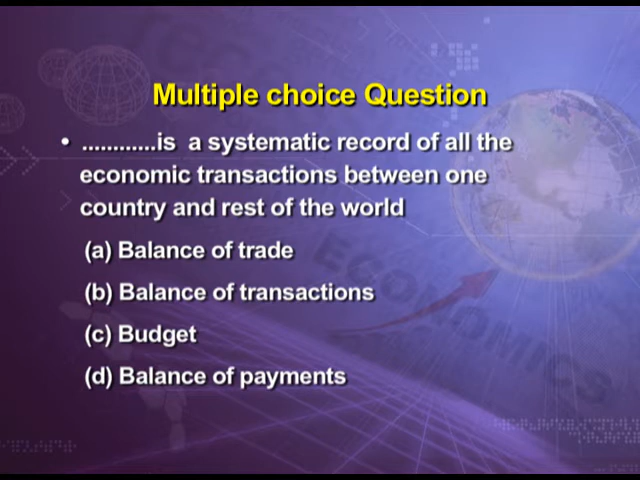 Multiple choice Question
• ............is a systematic record of all the
economic transactions between one
country and rest of the world
(a) Balance of trade
(b) Balance of transactions
(c) Budget
(d) Balance of payments
ECONOMICS